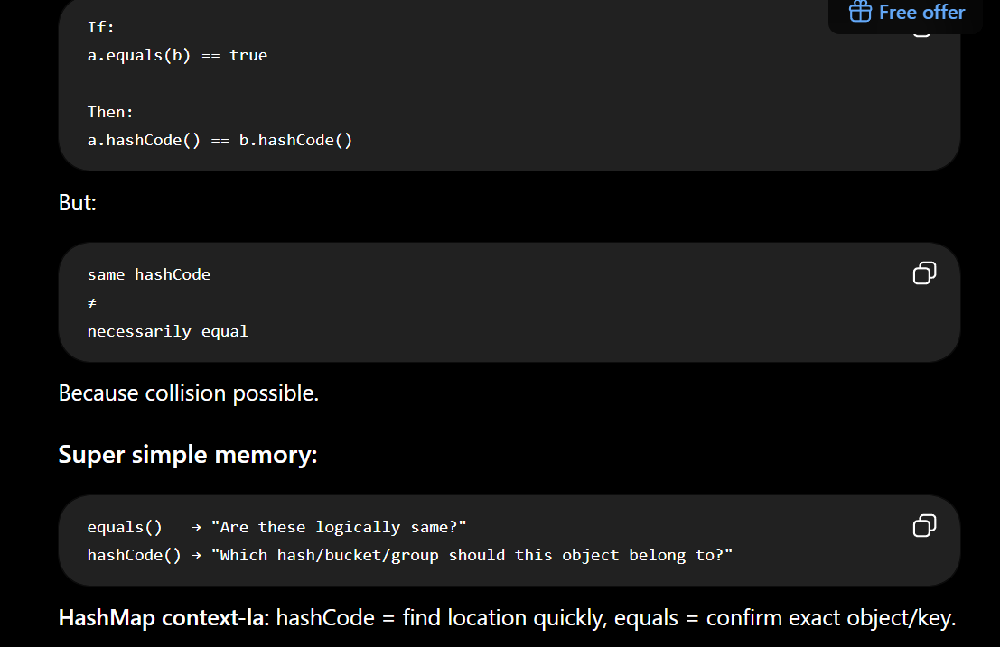 Free offer
If:
a.equals(b) == true
Then:
a.hashCode() == b.hashCode()
But:
same hashCode
≠
necessarily equal
Because collision possible.
Super simple memory:
equals()   → "Are these logically same?"
hashCode() → "Which hash/bucket/group should this object belong to?"
HashMap context-la: hashCode = find location quickly, equals = confirm exact object/key.